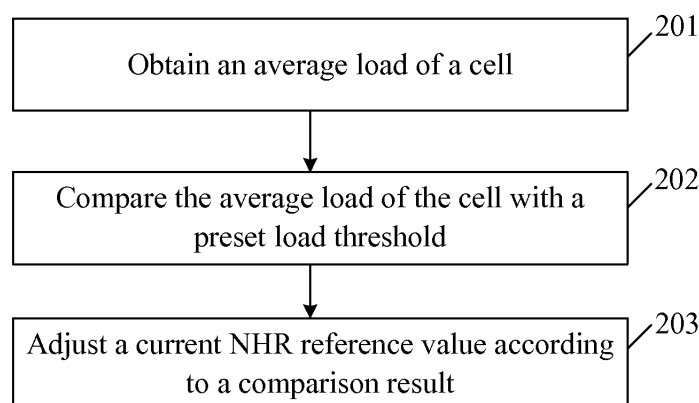 201
Obtain an average load of a cell
202
Compare the average load of the cell with a
preset load threshold
203
Adjust a current NHR reference value according
to a comparison result